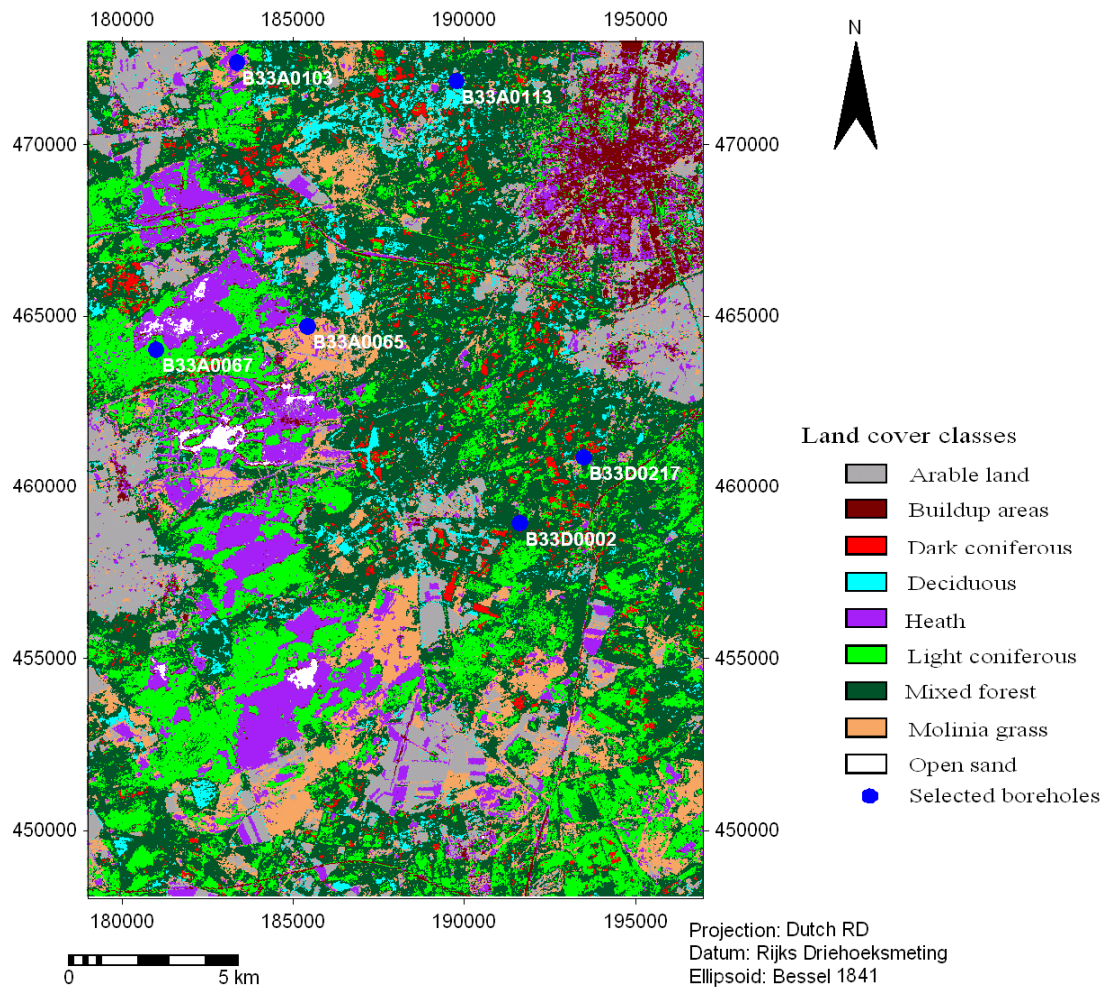 180000 185000 190000 195000
N
B33A0103
B33A0113
470000 470000
465000 465000
B33A0065
B33A0067
Land cover classes
Arable land
B33D0217
460000 460000
Buildup areas
B33D0002
Dark coniferous
Deciduous
Heath
455000 455000
Light coniferous
Mixed forest
Molinia grass
Open sand
Selected boreholes
450000 450000
180000 185000 190000 195000
Projection: Dutch RD
Datum: Rijks Driehoeksmeting
Ellipsoid: Bessel 1841
0 5 km